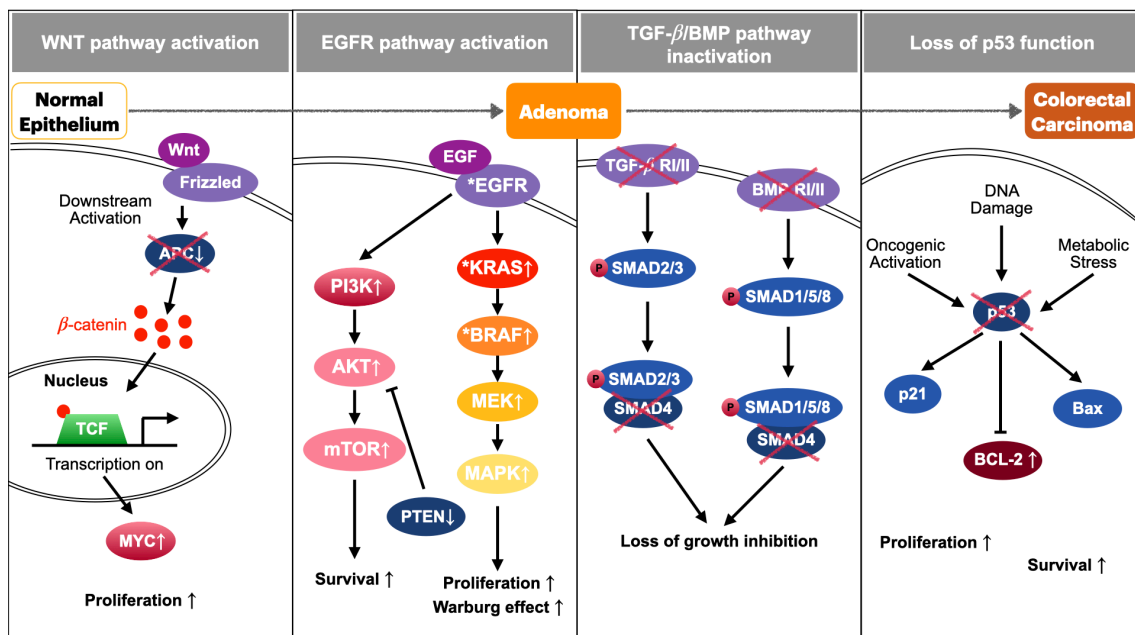 WNT pathway activation
EGFR pathway activation
TGF-β/BMP pathway
inactivation
Loss of p53 function
Normal
Epithelium
Adenoma
Colorectal
Carcinoma
Wnt
Frizzled
Downstream
Activation
APC↓
β-catenin
Nucleus
TCF
Transcription on
MYC↑
Proliferation ↑
EGF
*EGFR
PI3K↑
AKT↑
mTOR↑
PTEN↓
Survival ↑
*KRAS↑
*BRAF↑
MEK↑
MAPK↑
Proliferation ↑
Warburg effect ↑
TGF-β RI/II
P SMAD2/3
P SMAD2/3
SMAD4
BMP RI/II
P SMAD1/5/8
P SMAD1/5/8
SMAD4
Loss of growth inhibition
DNA
Damage
Oncogenic
Activation
Metabolic
Stress
p53
p21
Bax
BCL-2 ↑
Proliferation ↑
Survival ↑